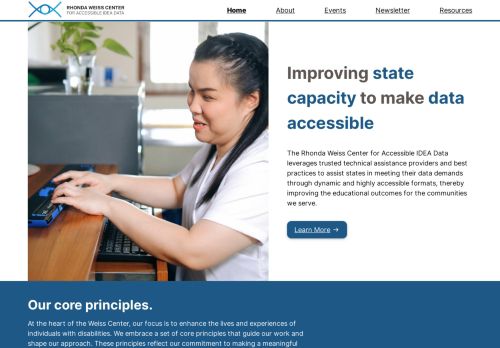 RHONDA WEISS CENTER
FOR ACCESSIBLE IDEA DATA
Home
About
Events
Newsletter
Resources
Improving state
capacity to make data
accessible
The Rhonda Weiss Center for Accessible IDEA Data
leverages trusted technical assistance providers and best
practices to assist states in meeting their data demands
through dynamic and highly accessible formats, thereby
improving the educational outcomes for the communities
we serve.
Learn More →
Our core principles.
At the heart of the Weiss Center, our focus is to enhance the lives and experiences of
individuals with disabilities. We embrace a set of core principles that guide our work and
shape our approach. These principles reflect our commitment to making a meaningful